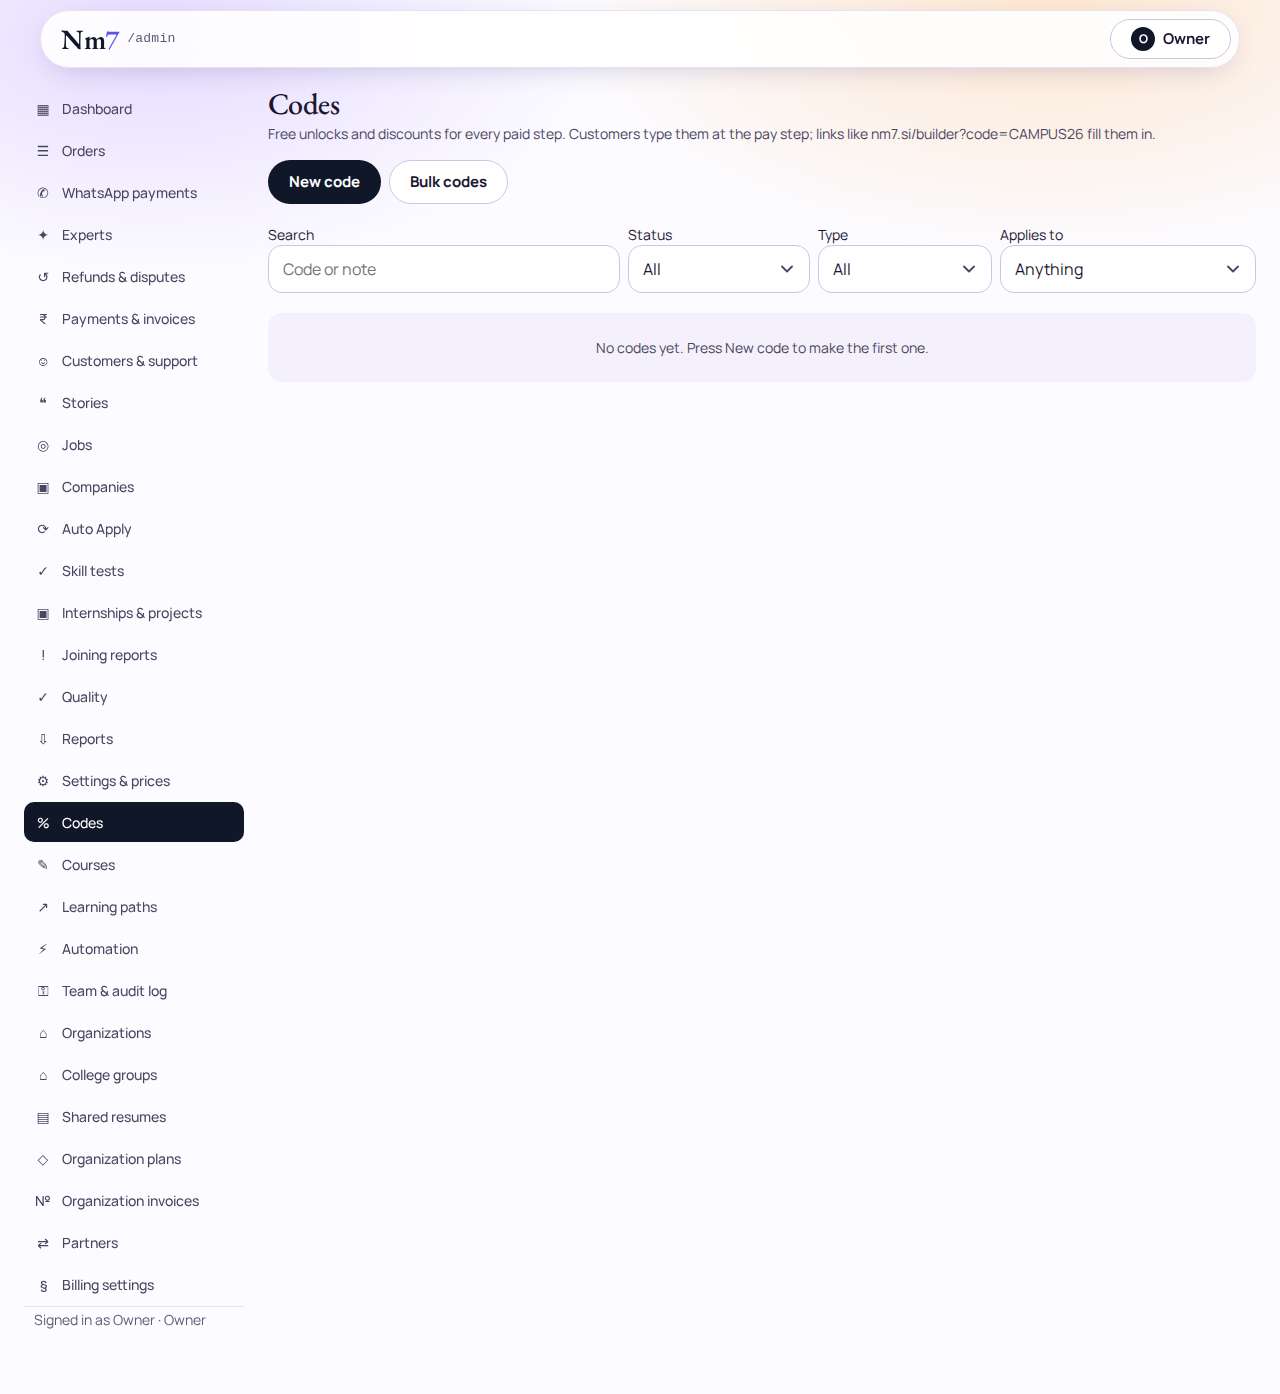 Nm7 /admin
O Owner
▦ Dashboard
☰ Orders
✆ WhatsApp payments
✦ Experts
↺ Refunds & disputes
₹ Payments & invoices
☺ Customers & support
❝ Stories
◎ Jobs
▣ Companies
⟳ Auto Apply
✓ Skill tests
▣ Internships & projects
! Joining reports
✓ Quality
⇩ Reports
⚙ Settings & prices
% Codes
✎ Courses
↗ Learning paths
⚡ Automation
⚿ Team & audit log
⌂ Organizations
⌂ College groups
▤ Shared resumes
◇ Organization plans
№ Organization invoices
⇄ Partners
§ Billing settings
Signed in as Owner · Owner
Codes
Free unlocks and discounts for every paid step. Customers type them at the pay step; links like nm7.si/builder?code=CAMPUS26 fill them in.
New code Bulk codes
Search Status Type Applies to
Code or note All All Anything
No codes yet. Press New code to make the first one.